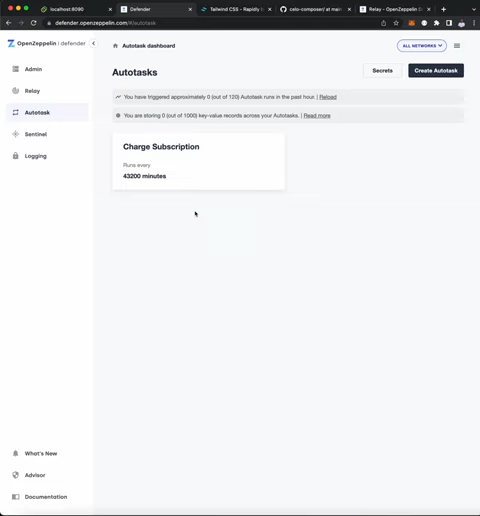 localhost:8090
Defender
Tailwind CSS - Rapidly
celo-composer/ at main
Relay - OpenZeppelin D
defender.openzeppelin.com/#/autotask
OpenZeppelin | defender
Autotask dashboard
ALL NETWORKS
Admin
Relay
Autotask
Sentinel
Logging
Autotasks
Secrets
Create Autotask
You have triggered approximately 0 (out of 120) Autotask runs in the past hour. | Reload
You are storing 0 (out of 1000) key-value records across your Autotasks. | Read more
Charge Subscription
Runs every
43200 minutes
What's New
Advisor
Documentation